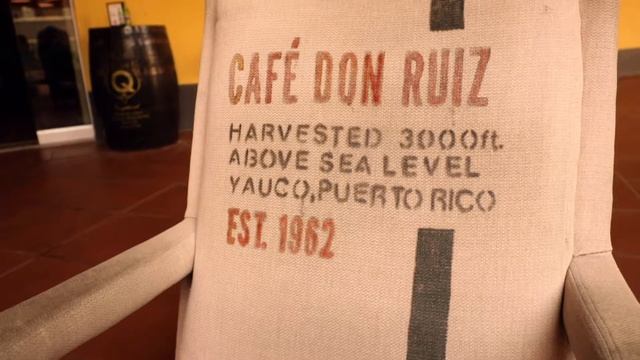 CAFÉ DON RUIZ
HARVESTED 3000ft.
ABOVE SEA LEVEL
YAUCO, PUERTO RICO
EST. 1962
Q